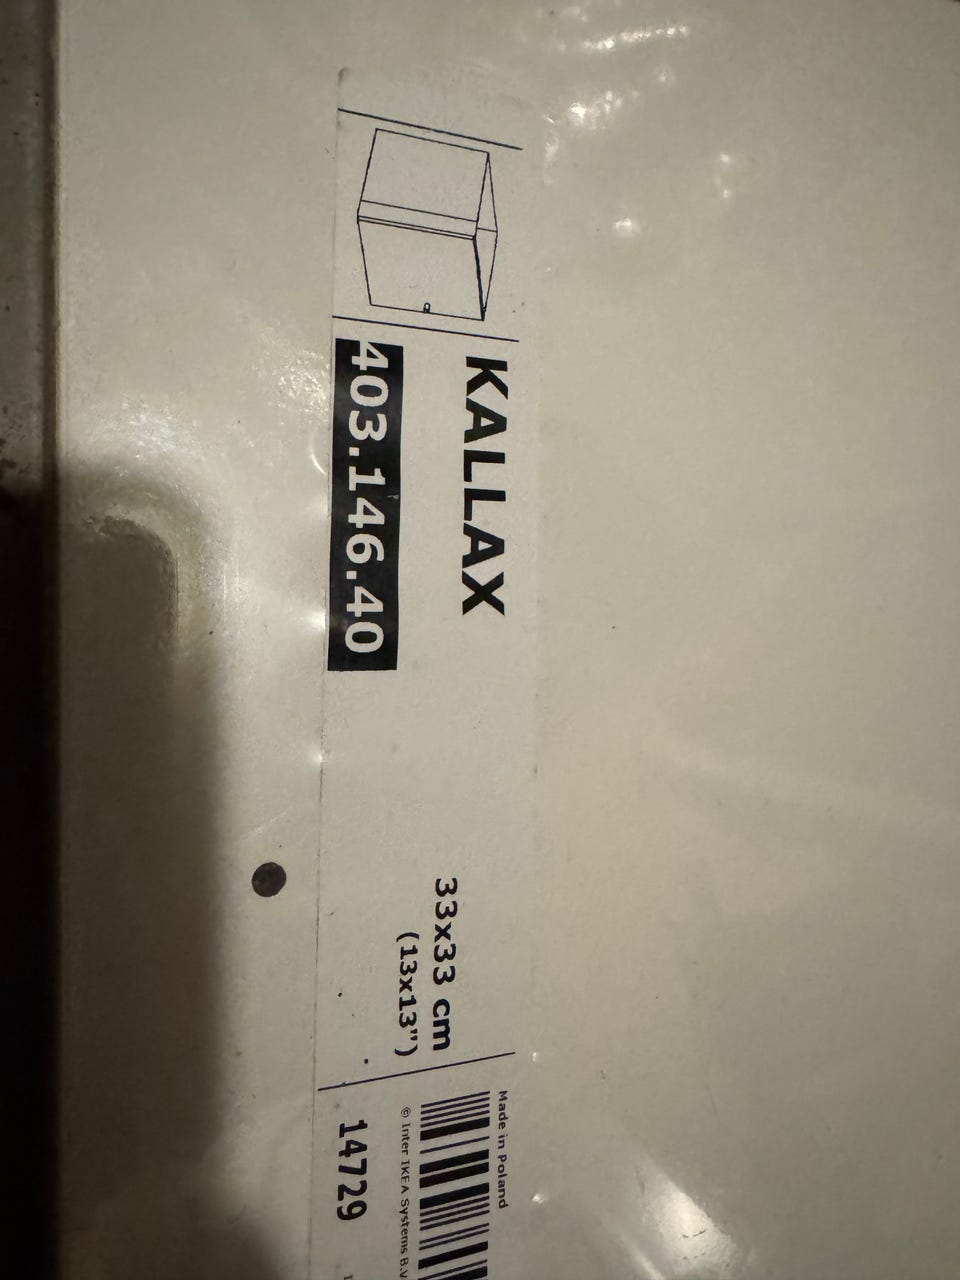 KALLAX
403.146.40
33x33 cm
(13x13")
Made in Poland
© Inter IKEA Systems B.V
14729